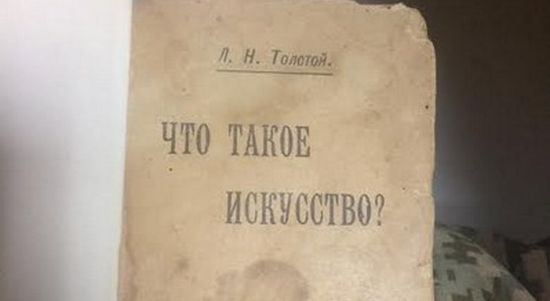 Л. Н. Толстой.
ЧТО ТАКОЕ
ИСКУССТВО?